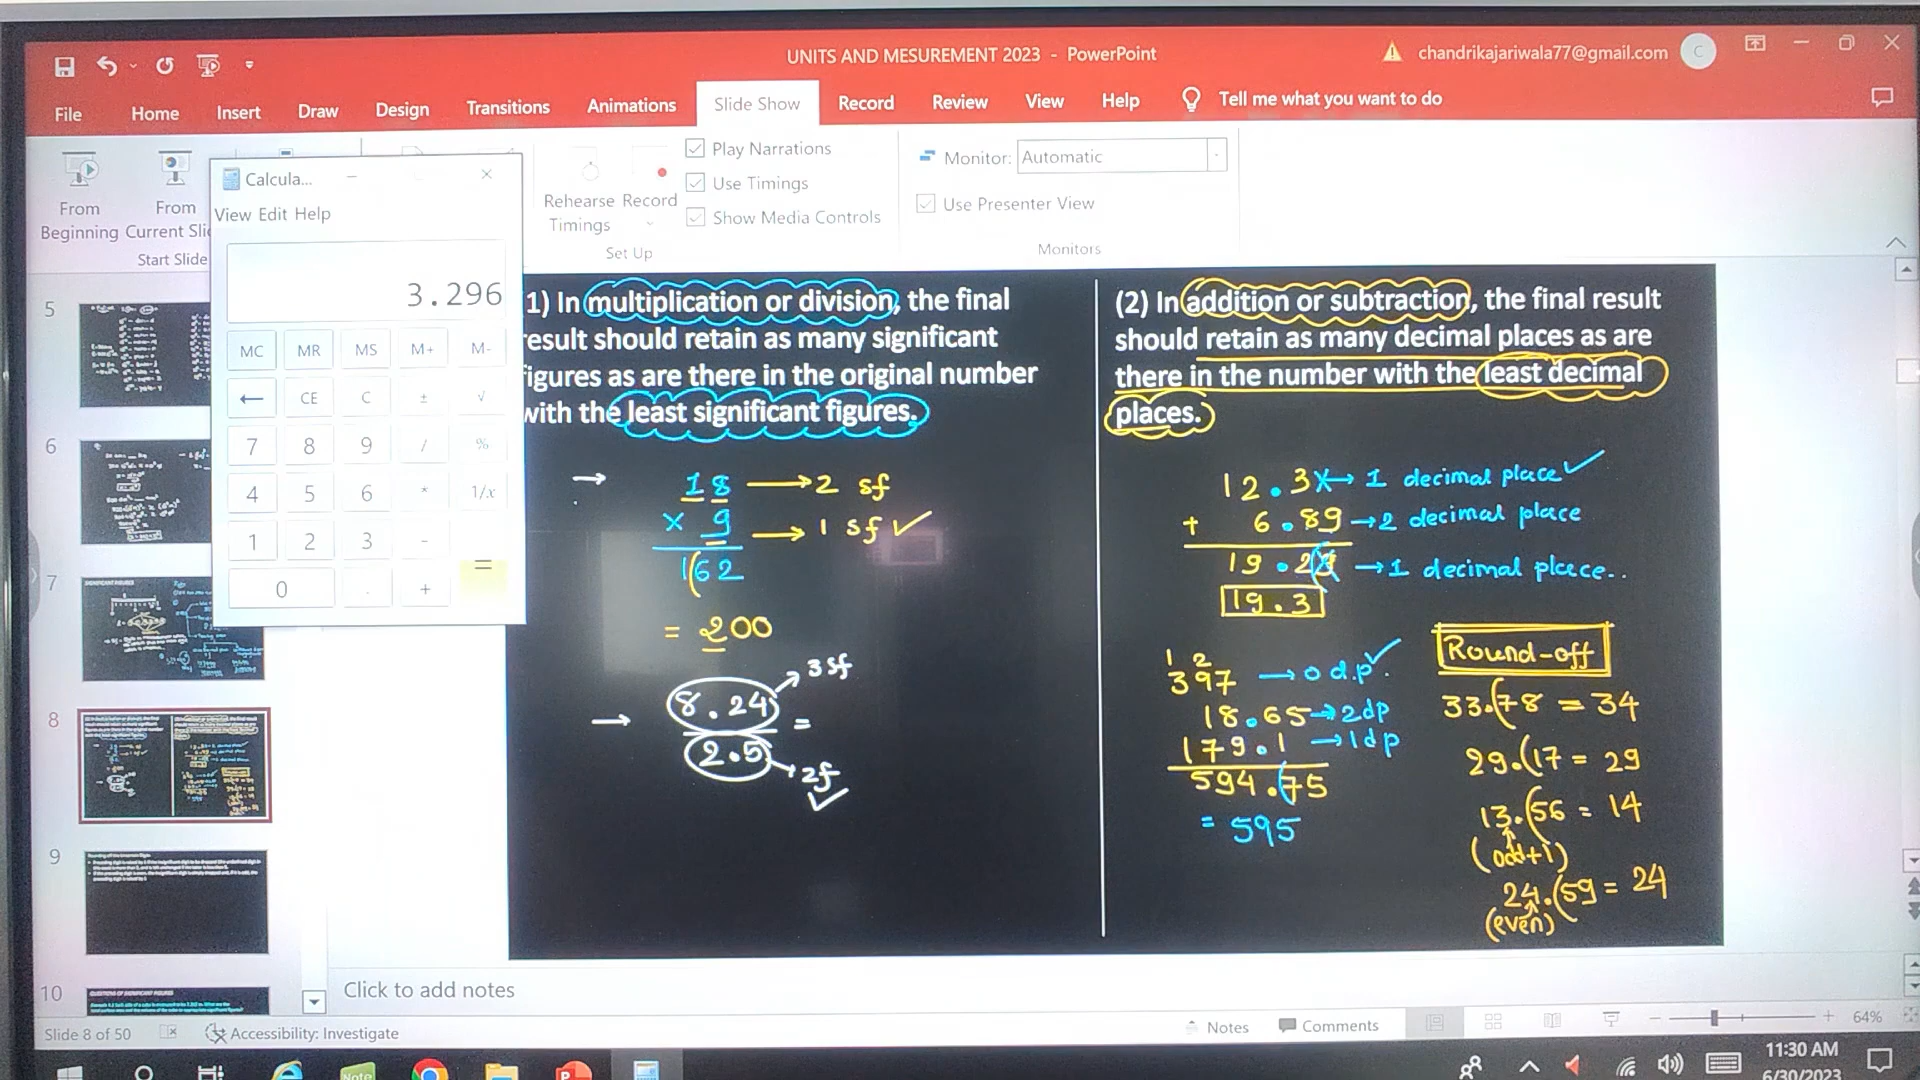 UNITS AND MESUREMENT 2023 - PowerPoint
chandrikajariwala77@gmail.com
C
File Home Insert Draw Design Transitions Animations Slide Show Record Review View Help Tell me what you want to do
From Beginning
From Current Sli
Start Slide
Rehearse Timings
Record
Play Narrations
Use Timings
Show Media Controls
Set Up
Monitor: Automatic
Use Presenter View
Monitors
Calcula...
View Edit Help
3.296
MC MR MS M+ M-
← CE C ± √
7 8 9 / %
4 5 6 * 1/x
1 2 3 - =
0 . +
5
6
7
8
9
10
1) In multiplication or division, the final
result should retain as many significant
figures as are there in the original number
with the least significant figures.
→ 18 → 2 sf
x 9 → 1 sf ✓
162
= 200
→ 8.24 → 3 sf
=
2.5 → 2f ✓
(2) In addition or subtraction, the final result
should retain as many decimal places as are
there in the number with the least decimal
places.
12.3x → 1 decimal place ✓
+ 6.89 → 2 decimal place
19.29 → 1 decimal place..
19.3
1 2
397 → 0 d.p. ✓
18.65 → 2dp
179.1 → 1dp
594.75
= 595
Round-off
33.(78 = 34
29.(17 = 29
13.(56 = 14
(odd+1)
24.(59 = 24
(even)
Click to add notes
Slide 8 of 50 Accessibility: Investigate Notes Comments 64%
11:30 AM
6/30/2023